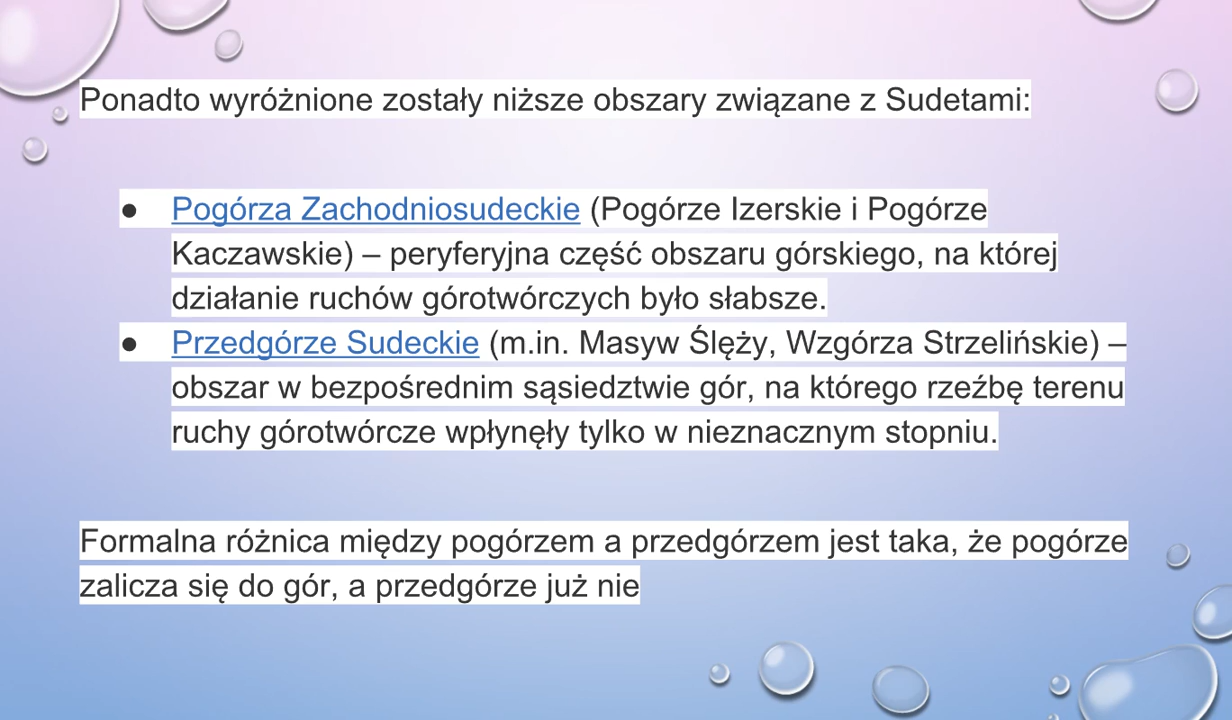 Ponadto wyróżnione zostały niższe obszary związane z Sudetami:
● Pogórza Zachodniosudeckie (Pogórze Izerskie i Pogórze
Kaczawskie) – peryferyjna część obszaru górskiego, na której
działanie ruchów górotwórczych było słabsze.
● Przedgórze Sudeckie (m.in. Masyw Ślęży, Wzgórza Strzelińskie) –
obszar w bezpośrednim sąsiedztwie gór, na którego rzeźbę terenu
ruchy górotwórcze wpłynęły tylko w nieznacznym stopniu.
Formalna różnica między pogórzem a przedgórzem jest taka, że pogórze
zalicza się do gór, a przedgórze już nie